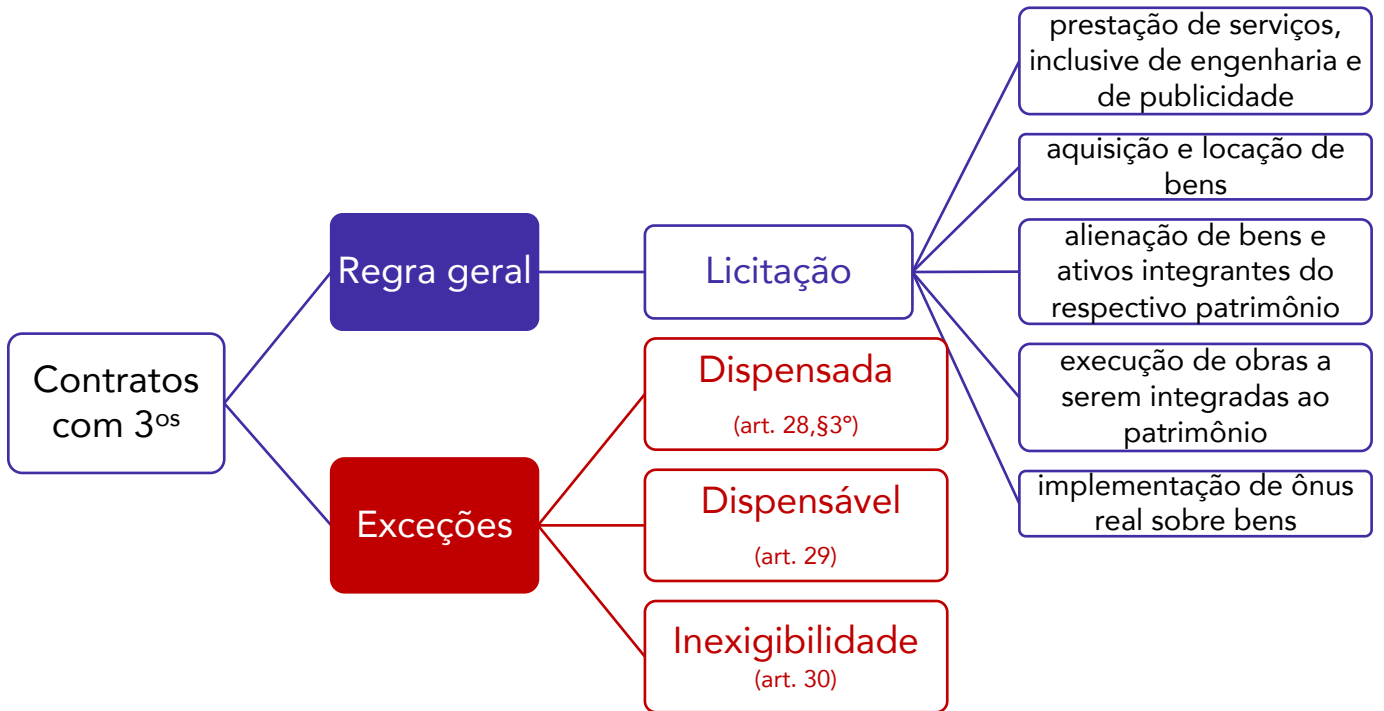 Contratos
com 3ᵒˢ
Regra geral
Licitação
prestação de serviços,
inclusive de engenharia e
de publicidade
aquisição e locação de
bens
alienação de bens e
ativos integrantes do
respectivo patrimônio
execução de obras a
serem integradas ao
patrimônio
implementação de ônus
real sobre bens
Exceções
Dispensada
(art. 28,§3°)
Dispensável
(art. 29)
Inexigibilidade
(art. 30)